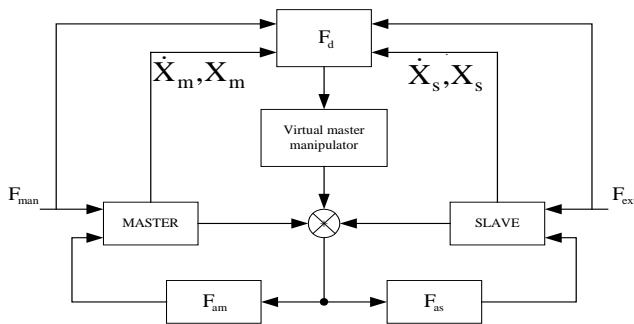 F_d
Ẋ_m,X_m
Ẋ_s,X_s
Virtual master
manipulator
F_man
F_ex
MASTER
SLAVE
F_am
F_as